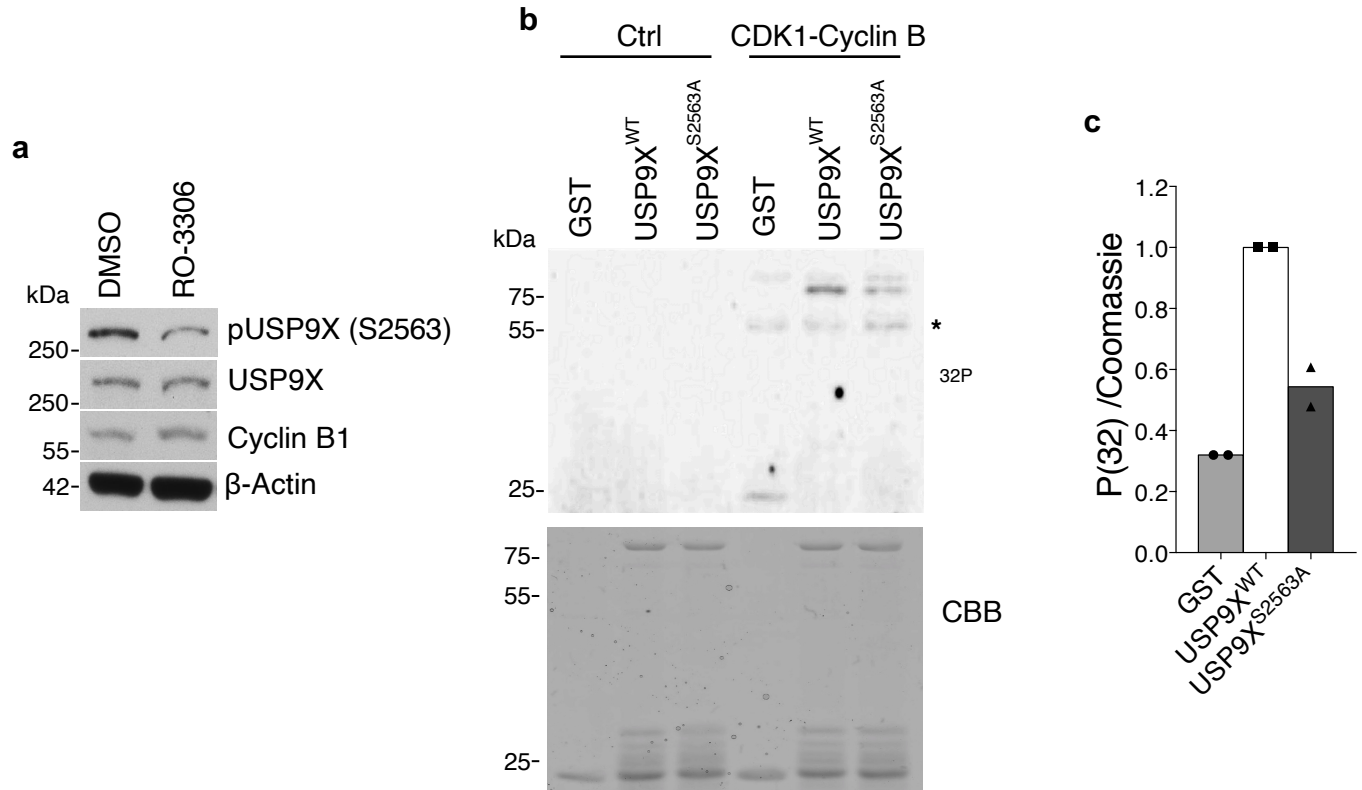 a
DMSO
RO-3306
kDa
250-
pUSP9X (S2563)
250-
USP9X
55-
Cyclin B1
42-
β-Actin
b
Ctrl
CDK1-Cyclin B
GST
USP9X^WT
USP9X^S2563A
GST
USP9X^WT
USP9X^S2563A
kDa
75-
55-
*
32P
25-
75-
55-
CBB
25-
c
P(32) /Coomassie
1.2
1.0
0.8
0.6
0.4
0.2
0.0
GST
USP9X^WT
USP9X^S2563A